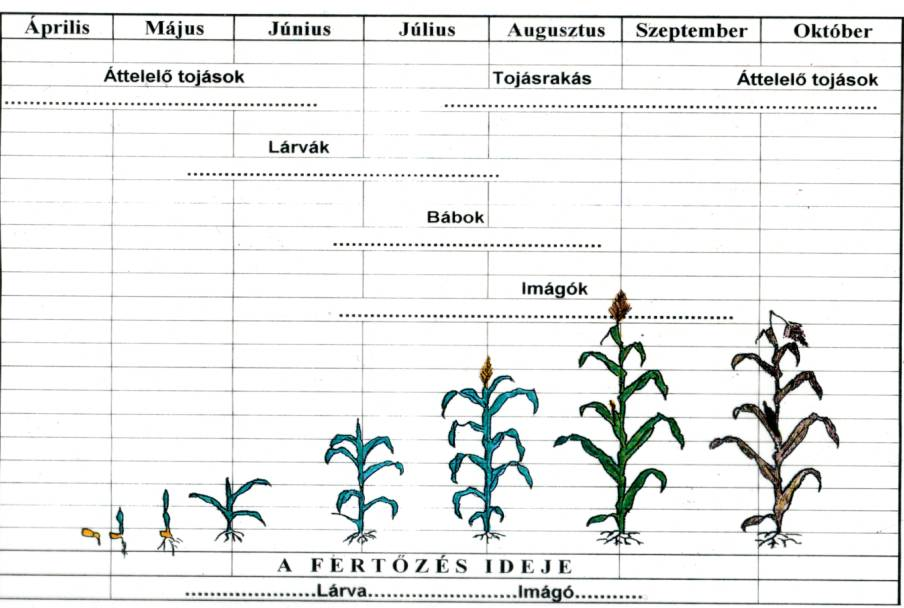 Április Május Június Július Augusztus Szeptember Október
Áttelelő tojások Tojásrakás Áttelelő tojások
Lárvák
Bábok
Imágók
A FERTŐZÉS IDEJE
Lárva Imágó